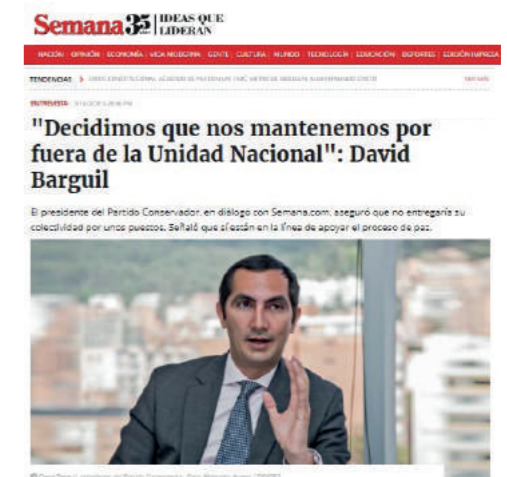 Semana 35 IDEAS QUE
LIDERAN
NACIÓN OPINIÓN ECONOMÍA VIDA MODERNA GENTE CULTURA MUNDO TECNOLOGÍA EDUCACIÓN DEPORTES EDICIÓN IMPRESA
TENDENCIAS
ENTREVISTA
"Decidimos que nos mantenemos por
fuera de la Unidad Nacional": David
Barguil
El presidente del Partido Conservador, en diálogo con Semana.com, aseguró que no entregaría su
colectividad por unos puestos. Señaló que sí están en la línea de apoyar el proceso de paz.